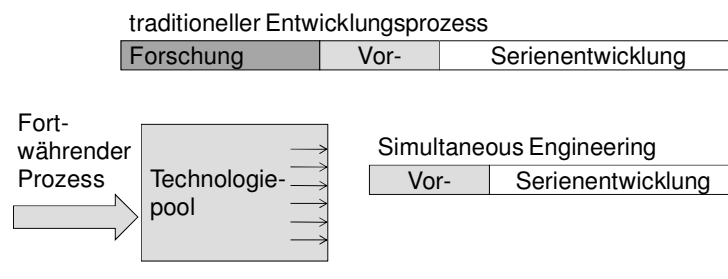 traditioneller Entwicklungsprozess
Forschung Vor- Serienentwicklung
Fort-
währender
Prozess
Technologie-
pool
Simultaneous Engineering
Vor- Serienentwicklung